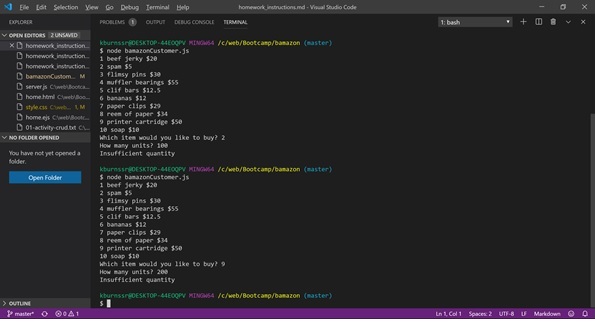 File Edit Selection View Go Debug Terminal Help
homework_instructions.md - Visual Studio Code
EXPLORER
OPEN EDITORS 2 UNSAVED
homework_instruction...
homework_instruction...
homework_instruction...
bamazonCustom... M
server.js C:\web\Bootca...
home.html C:\web\Boo...
style.css C:\web... 1, M
home.ejs C:\web\Bootc...
01-activity-crud.txt C:\...
NO FOLDER OPENED
You have not yet opened a
folder.
Open Folder
OUTLINE
PROBLEMS 1 OUTPUT DEBUG CONSOLE TERMINAL
1: bash
kburnssr@DESKTOP-44EOQPV MINGW64 /c/web/Bootcamp/bamazon (master)
$ node bamazonCustomer.js
1 beef jerky $20
2 spam $5
3 flimsy pins $30
4 muffler bearings $55
5 clif bars $12.5
6 bananas $12
7 paper clips $29
8 reem of paper $34
9 printer cartridge $50
10 soap $10
Which item would you like to buy? 2
How many units? 100
Insufficient quantity
kburnssr@DESKTOP-44EOQPV MINGW64 /c/web/Bootcamp/bamazon (master)
$ node bamazonCustomer.js
1 beef jerky $20
2 spam $5
3 flimsy pins $30
4 muffler bearings $55
5 clif bars $12.5
6 bananas $12
7 paper clips $29
8 reem of paper $34
9 printer cartridge $50
10 soap $10
Which item would you like to buy? 9
How many units? 200
Insufficient quantity
kburnssr@DESKTOP-44EOQPV MINGW64 /c/web/Bootcamp/bamazon (master)
$
master* 0 1
Ln 1, Col 1 Spaces: 2 UTF-8 LF Markdown